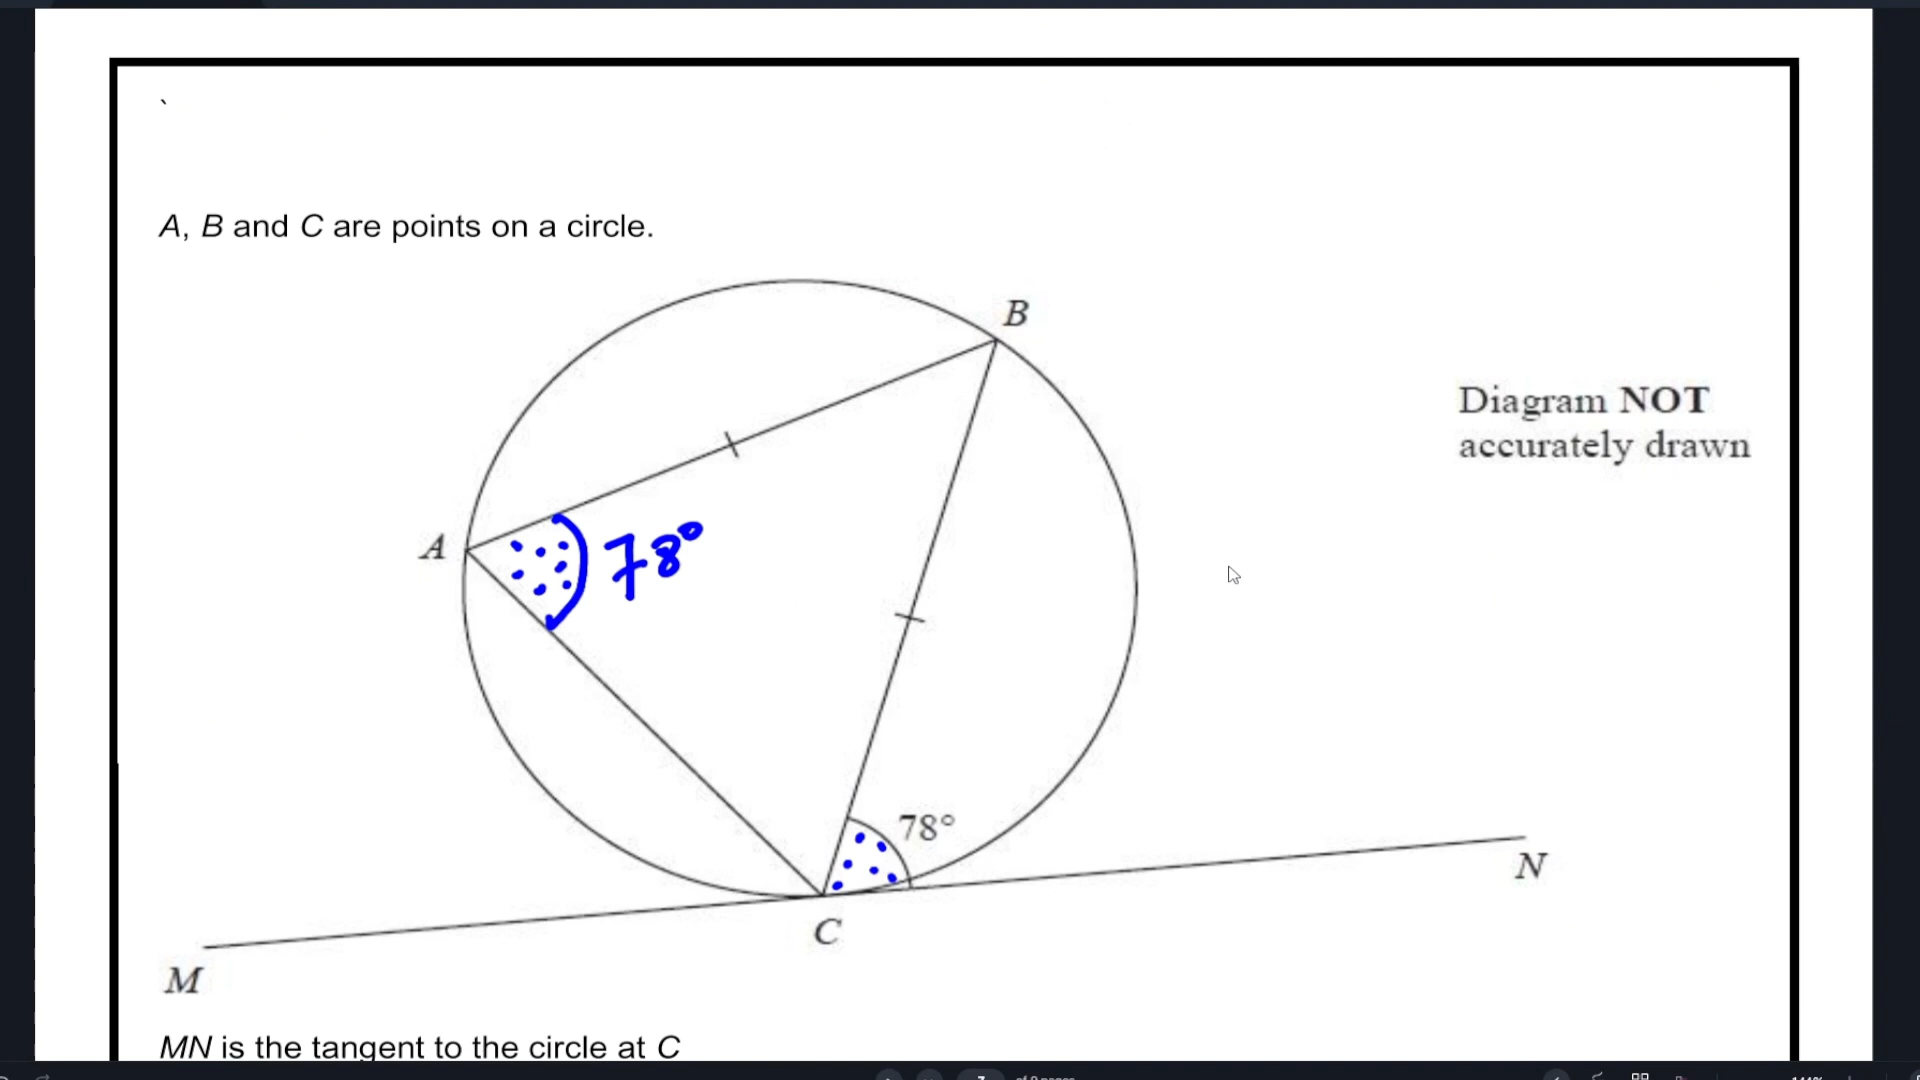 `
A, B and C are points on a circle.
B
Diagram NOT
accurately drawn
A
78°
78°
N
C
M
MN is the tangent to the circle at C